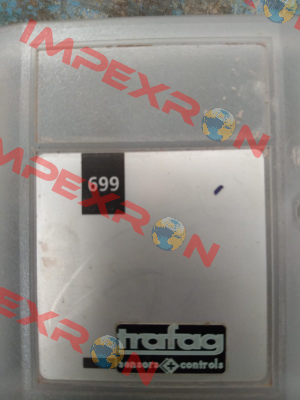 IMPEXRON
699
IMPEXRON
trafag
sensors controls
IMPEXRON